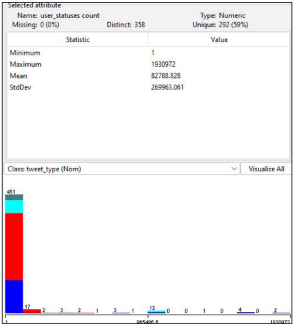 Selected attribute
Name: user_statuses count Type: Numeric
Missing: 0 (0%) Distinct: 358 Unique: 292 (59%)
Statistic Value
Minimum 1
Maximum 1930972
Mean 82788.828
StdDev 269963.061
Class: tweet_type (Nom) Visualize All
481
17 2 3 2 1 3 1 12 0 0 1 0 4 0 2
1 965486.5 1930972